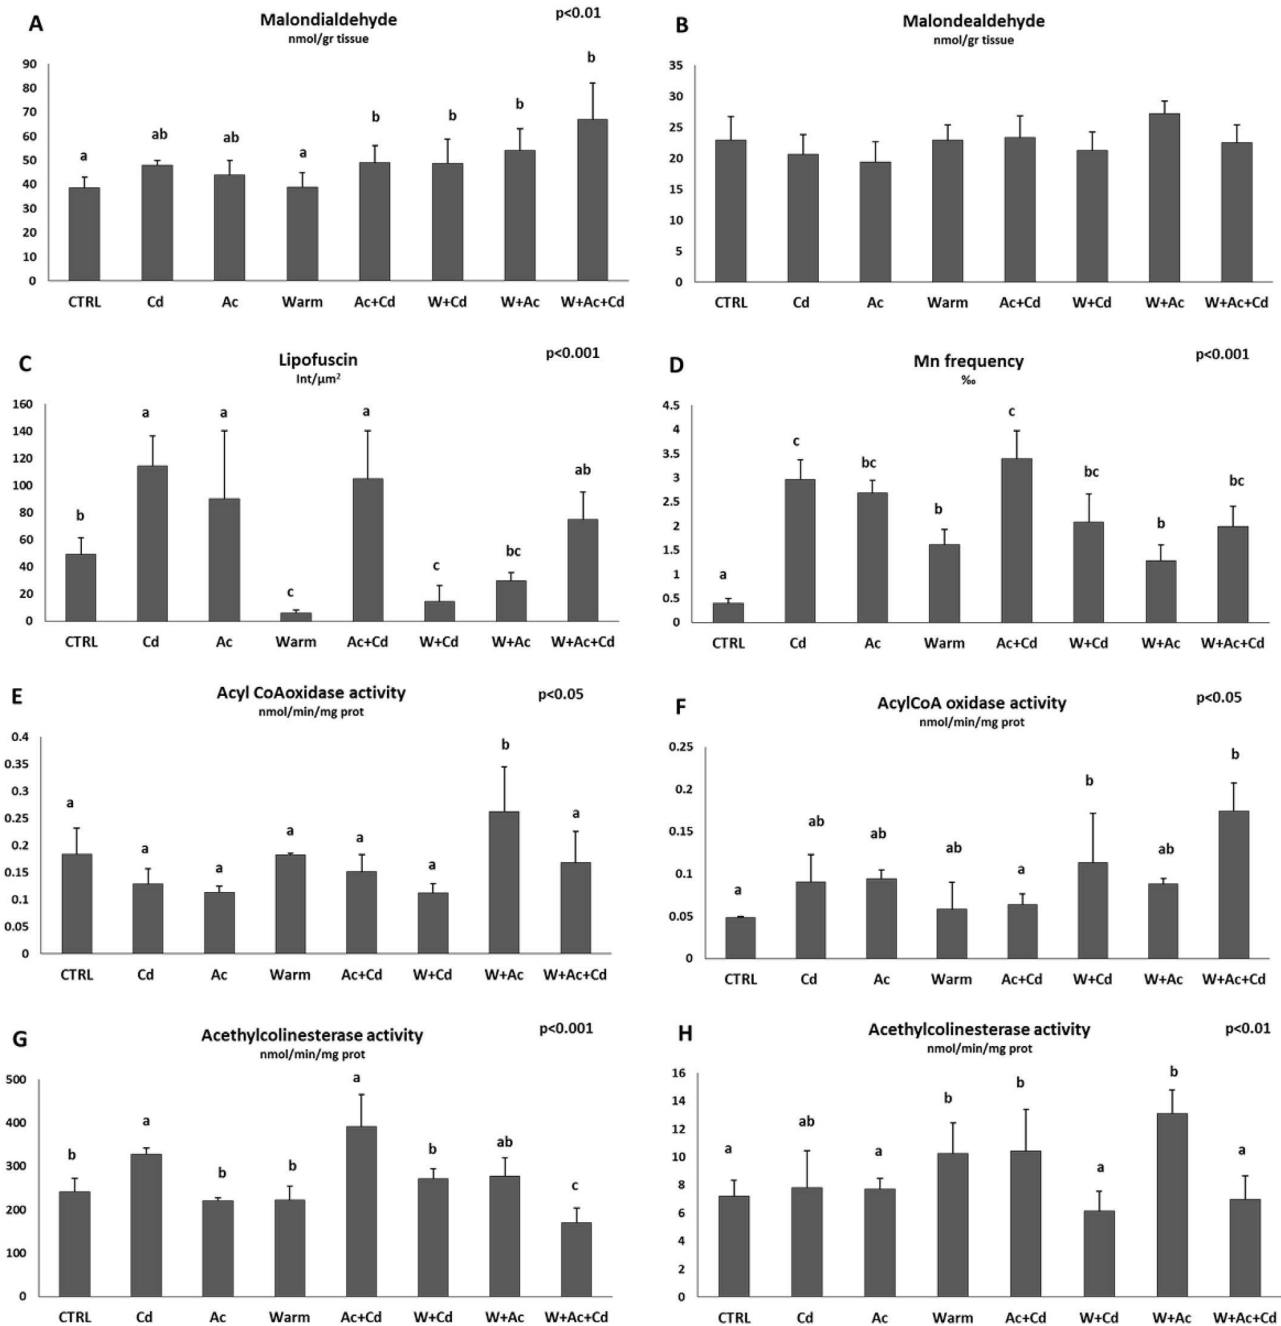 A
Malondialdehyde
nmol/gr tissue
p<0.01
90
80
70
60
50
40
30
20
10
0
a
ab
ab
a
b
b
b
b
CTRL Cd Ac Warm Ac+Cd W+Cd W+Ac W+Ac+Cd
B
Malondealdehyde
nmol/gr tissue
35
30
25
20
15
10
5
0
CTRL Cd Ac Warm Ac+Cd W+Cd W+Ac W+Ac+Cd
C
Lipofuscin
Int/µm²
p<0.001
160
140
120
100
80
60
40
20
0
b
a
a
c
a
c
bc
ab
CTRL Cd Ac Warm Ac+Cd W+Cd W+Ac W+Ac+Cd
D
Mn frequency
‰
p<0.001
4.5
4
3.5
3
2.5
2
1.5
1
0.5
0
a
c
bc
b
c
bc
b
bc
CTRL Cd Ac Warm Ac+Cd W+Cd W+Ac W+Ac+Cd
E
Acyl CoAoxidase activity
nmol/min/mg prot
p<0.05
0.4
0.35
0.3
0.25
0.2
0.15
0.1
0.05
0
a
a
a
a
a
a
b
a
CTRL Cd Ac Warm Ac+Cd W+Cd W+Ac W+Ac+Cd
F
AcylCoA oxidase activity
nmol/min/mg prot
p<0.05
0.25
0.2
0.15
0.1
0.05
0
a
ab
ab
ab
a
b
ab
b
CTRL Cd Ac Warm Ac+Cd W+Cd W+Ac W+Ac+Cd
G
Acethylcolinesterase activity
nmol/min/mg prot
p<0.001
500
400
300
200
100
0
b
a
b
b
a
b
ab
c
CTRL Cd Ac Warm Ac+Cd W+Cd W+Ac W+Ac+Cd
H
Acethylcolinesterase activity
nmol/min/mg prot
p<0.01
16
14
12
10
8
6
4
2
0
a
ab
a
b
b
a
b
a
CTRL Cd Ac Warm Ac+Cd W+Cd W+Ac W+Ac+Cd